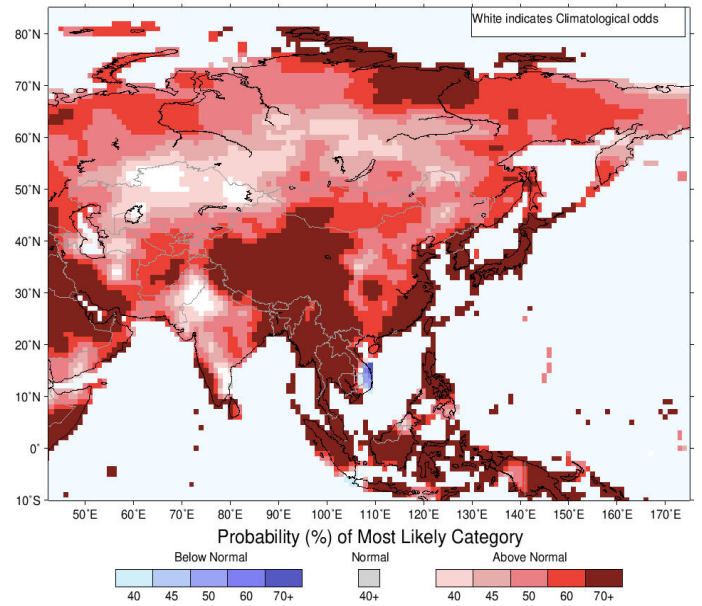 White indicates Climatological odds
80°N
70°N
60°N
50°N
40°N
30°N
20°N
10°N
0°
10°S
50°E 60°E 70°E 80°E 90°E 100°E 110°E 120°E 130°E 140°E 150°E 160°E 170°E
Probability (%) of Most Likely Category
Below Normal Normal Above Normal
40 45 50 60 70+ 40+ 40 45 50 60 70+